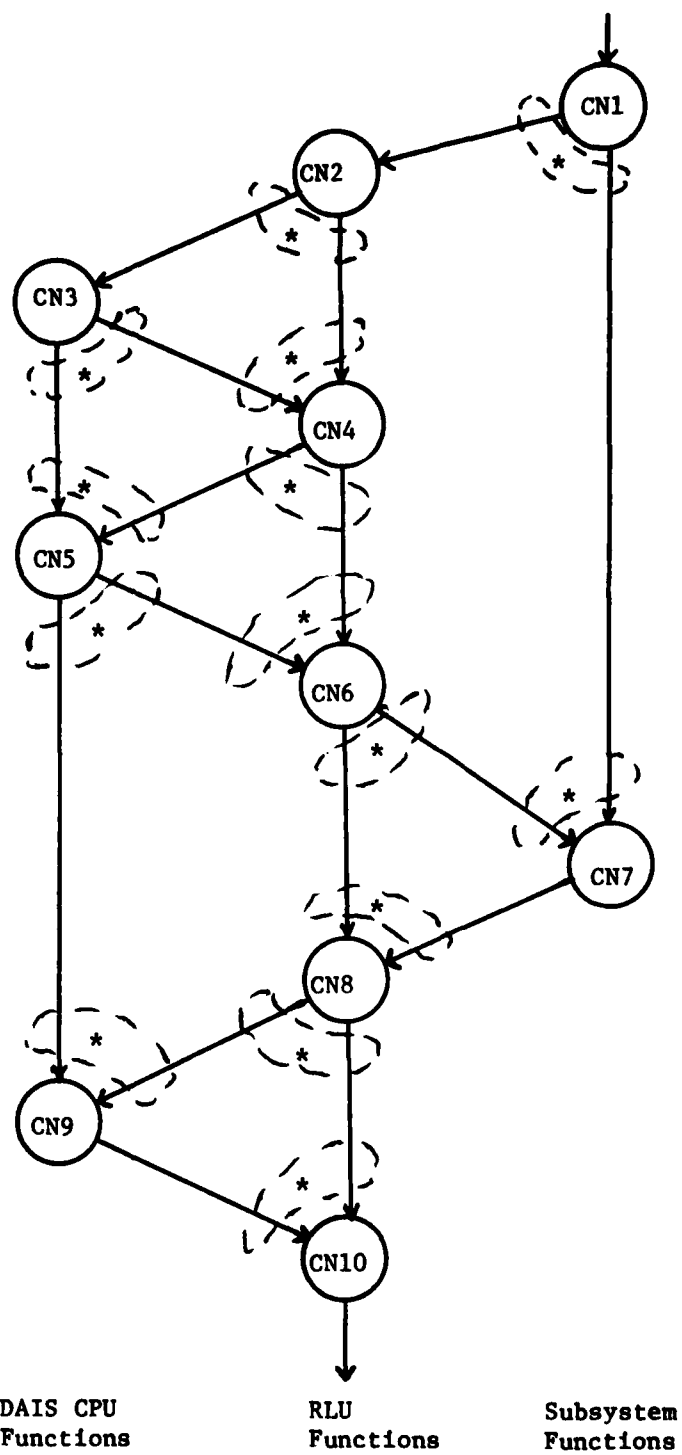 CN1
*
CN2
*
CN3
*
*
CN4
*
*
CN5
*
*
CN6
*
*
CN7
*
CN8
*
*
CN9
*
CN10
DAIS CPU
Functions
RLU
Functions
Subsystem
Functions